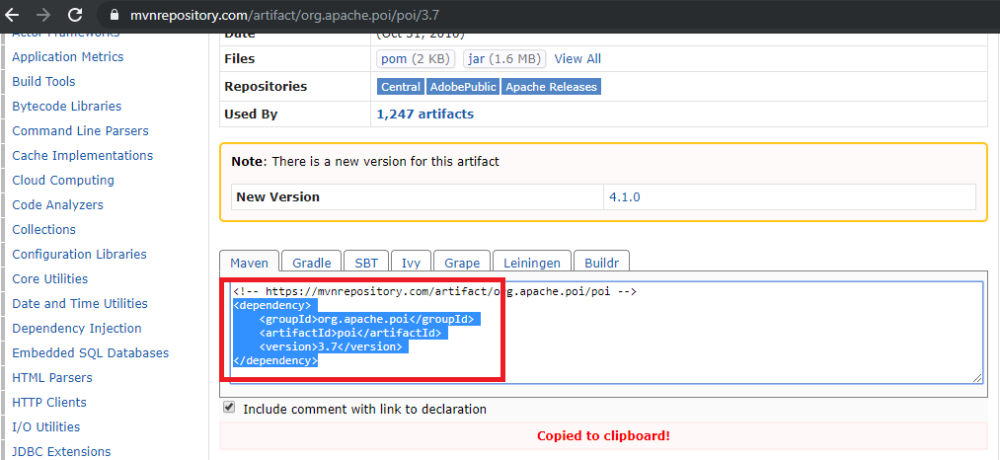 mvnrepository.com/artifact/org.apache.poi/poi/3.7
Actor Frameworks
Application Metrics
Build Tools
Bytecode Libraries
Command Line Parsers
Cache Implementations
Cloud Computing
Code Analyzers
Collections
Configuration Libraries
Core Utilities
Date and Time Utilities
Dependency Injection
Embedded SQL Databases
HTML Parsers
HTTP Clients
I/O Utilities
JDBC Extensions
Date (Oct 31, 2010)
Files pom (2 KB) jar (1.6 MB) View All
Repositories Central AdobePublic Apache Releases
Used By 1,247 artifacts
Note: There is a new version for this artifact
New Version 4.1.0
Maven Gradle SBT Ivy Grape Leiningen Buildr
<!-- https://mvnrepository.com/artifact/org.apache.poi/poi -->
<dependency>
<groupId>org.apache.poi</groupId>
<artifactId>poi</artifactId>
<version>3.7</version>
</dependency>
Include comment with link to declaration
Copied to clipboard!